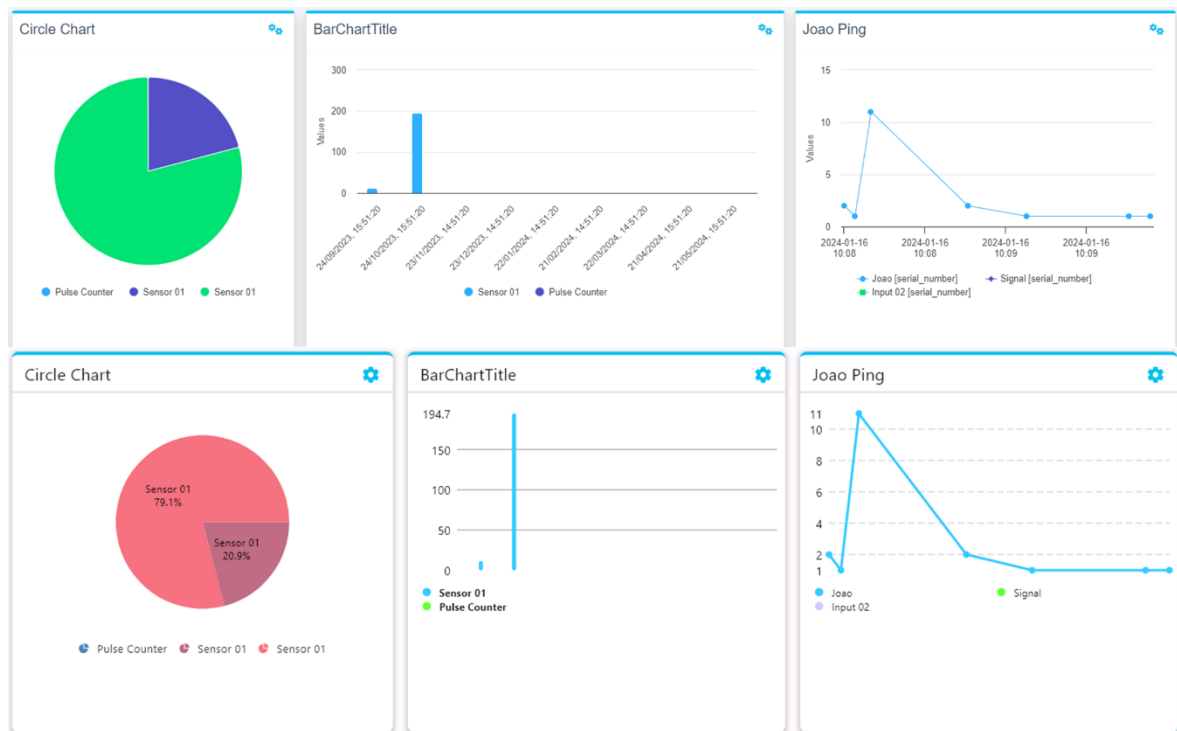 Circle Chart
Pulse Counter Sensor 01 Sensor 01
BarChartTitle
300
200
100
0
Values
24/09/2023, 15:51:20
24/10/2023, 15:51:20
23/11/2023, 14:51:20
23/12/2023, 14:51:20
22/01/2024, 14:51:20
21/02/2024, 14:51:20
22/03/2024, 14:51:20
21/04/2024, 15:51:20
21/05/2024, 15:51:20
Sensor 01 Pulse Counter
Joao Ping
15
10
5
0
Values
2024-01-16 2024-01-16 2024-01-16 2024-01-16
10:08 10:08 10:09 10:09
Joao [serial_number] Signal [serial_number]
Input 02 [serial_number]
Circle Chart
Sensor 01
79.1%
Sensor 01
20.9%
Pulse Counter Sensor 01 Sensor 01
BarChartTitle
194.7
150
100
50
0
Sensor 01
Pulse Counter
Joao Ping
11
10
8
6
4
2
1
Joao Signal
Input 02